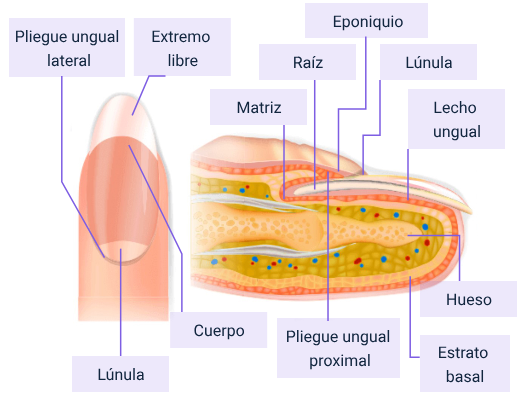 Eponiquio
Pliegue ungual
lateral
Extremo
libre
Raíz
Lúnula
Matriz
Lecho
ungual
Hueso
Cuerpo
Pliegue ungual
proximal
Estrato
basal
Lúnula